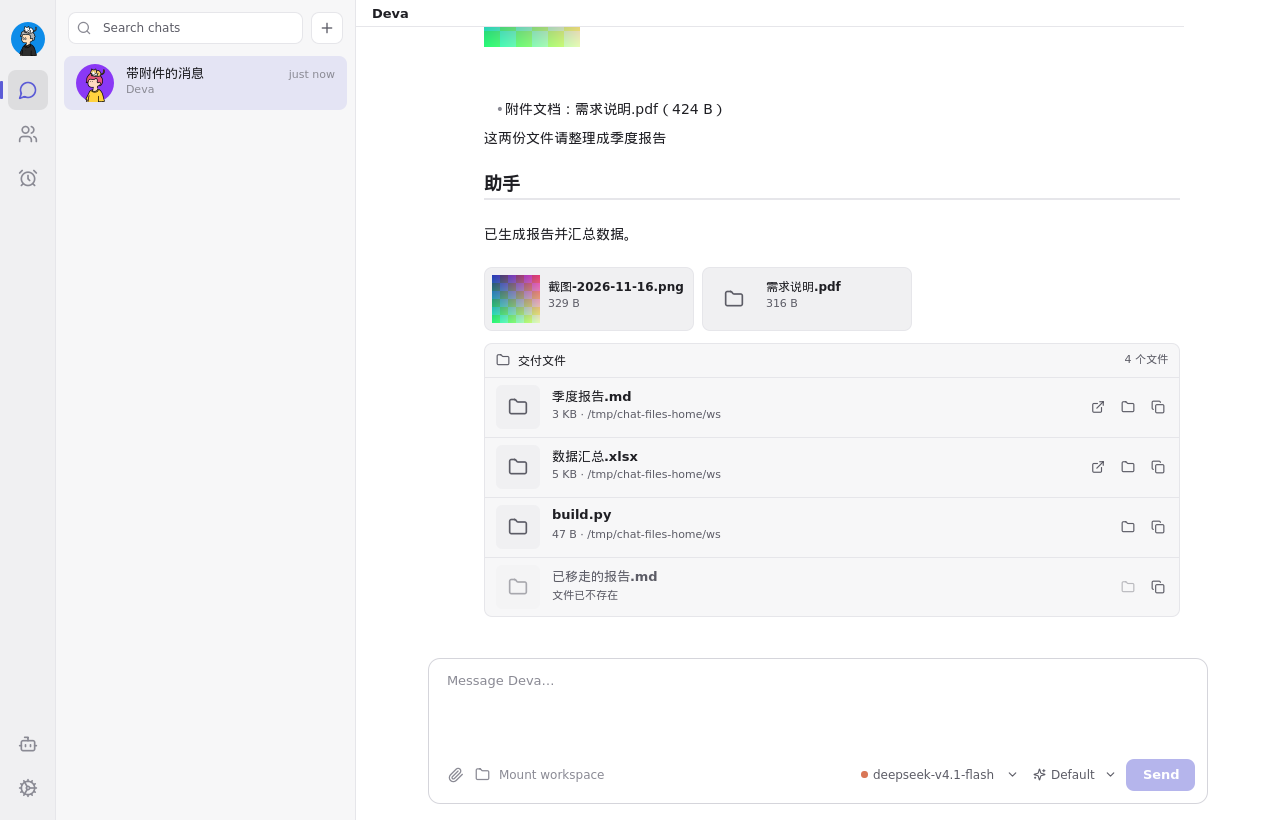 Search chats
带附件的消息
just now
Deva
Deva
附件文档：需求说明.pdf（424 B）
这两份文件请整理成季度报告
助手
已生成报告并汇总数据。
截图-2026-11-16.png
329 B
需求说明.pdf
316 B
交付文件
4 个文件
季度报告.md
3 KB · /tmp/chat-files-home/ws
数据汇总.xlsx
5 KB · /tmp/chat-files-home/ws
build.py
47 B · /tmp/chat-files-home/ws
已移走的报告.md
文件已不存在
Message Deva...
Mount workspace
deepseek-v4.1-flash
Default
Send